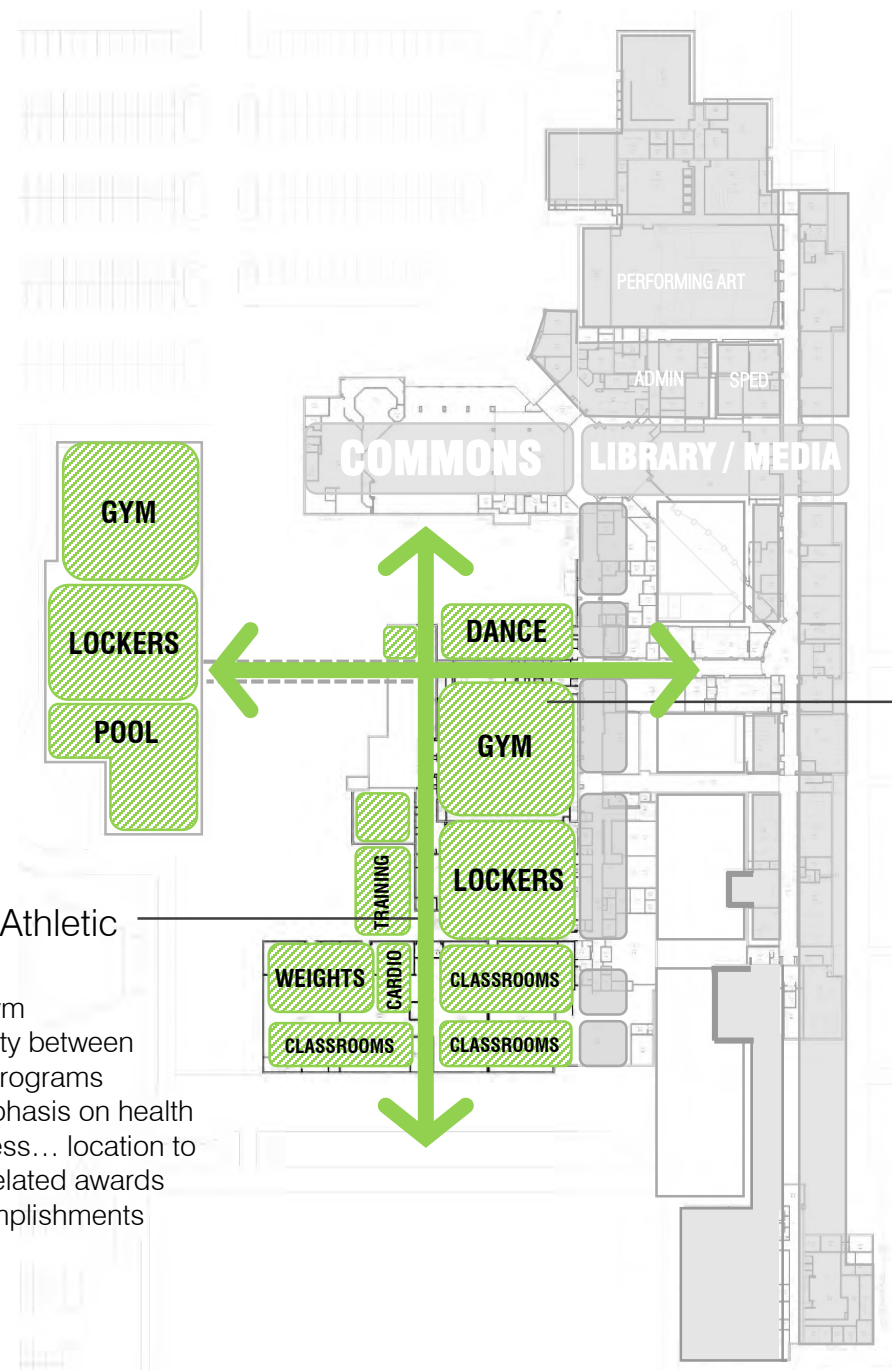 PERFORMING ART
ADMIN
SPED
COMMONS
LIBRARY / MEDIA
GYM
LOCKERS
POOL
DANCE
GYM
LOCKERS
TRAINING
WEIGHTS
CARDIO
CLASSROOMS
CLASSROOMS
CLASSROOMS
Athletic
ty between
rograms
phasis on health
ess… location to
elated awards
mplishments